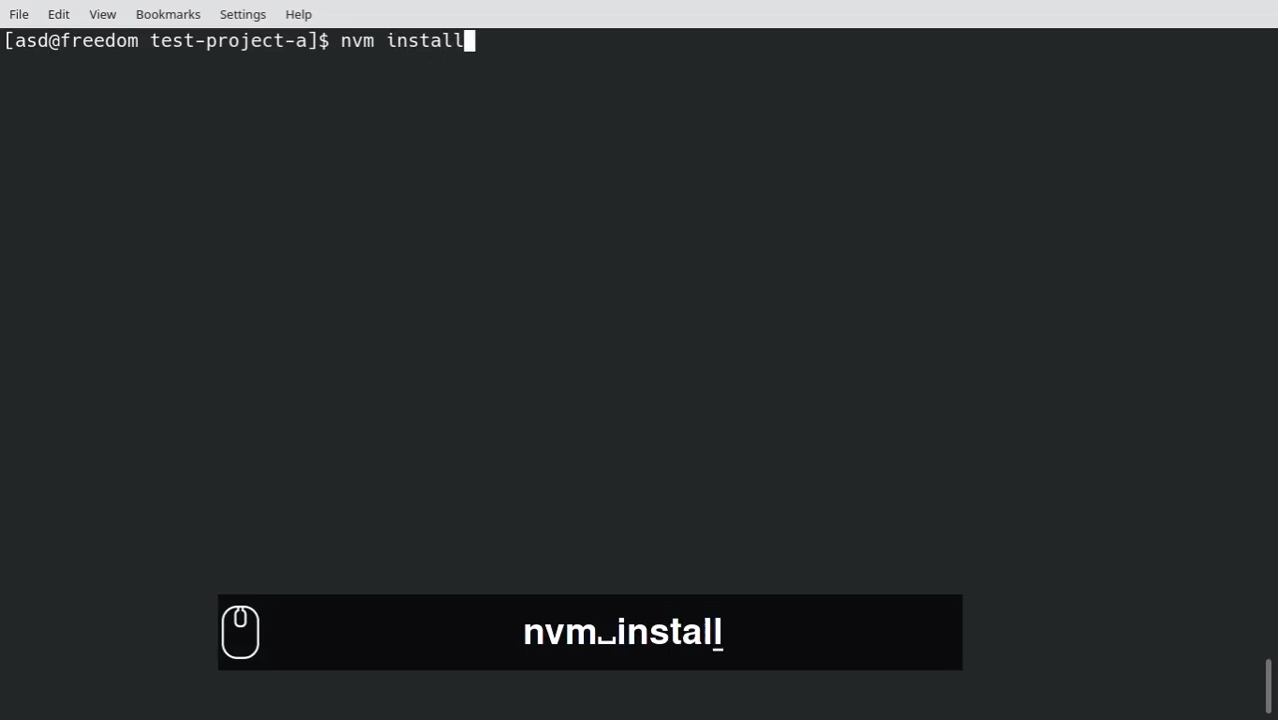 File Edit View Bookmarks Settings Help
[asd@freedom test-project-a]$ nvm install
nvm␣install